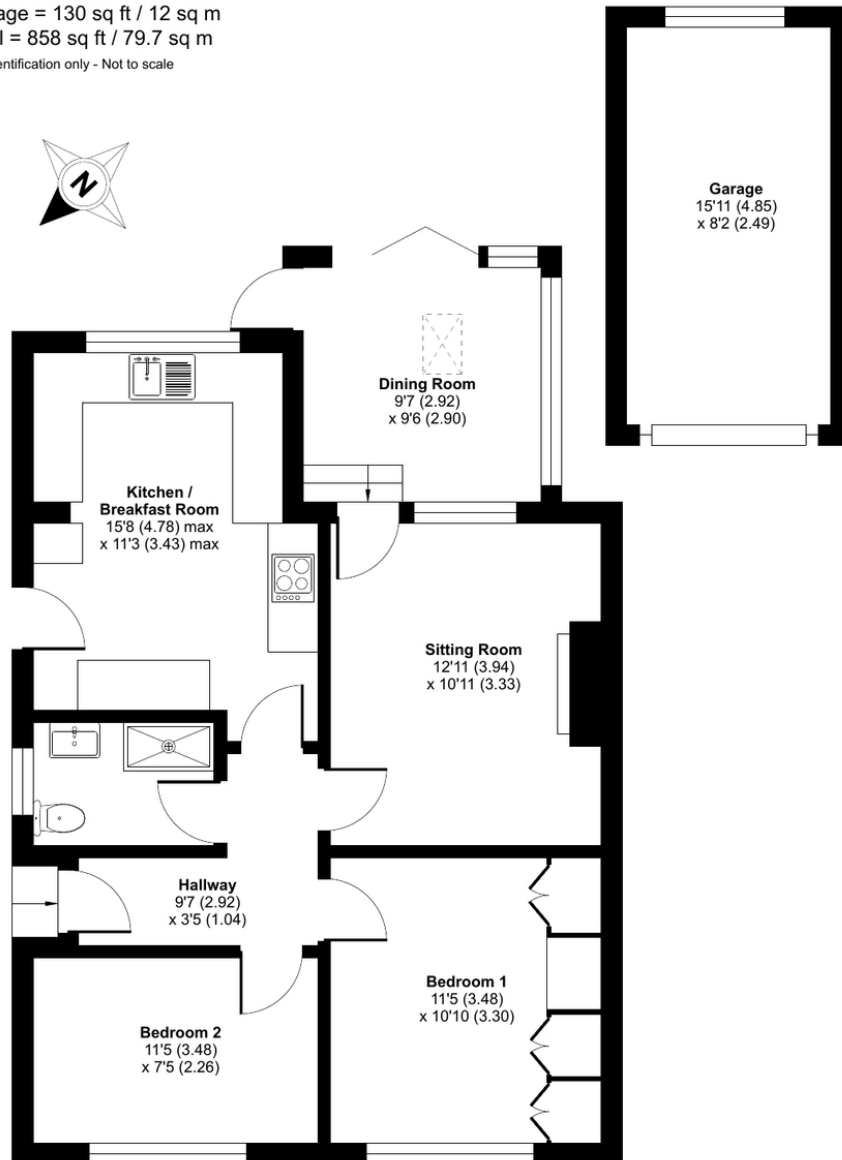 = 130 sq ft / 12 sq m
= 858 sq ft / 79.7 sq m
only - Not to scale
N
Garage
15'11 (4.85)
x 8'2 (2.49)
Dining Room
9'7 (2.92)
x 9'6 (2.90)
Kitchen /
Breakfast Room
15'8 (4.78) max
x 11'3 (3.43) max
Sitting Room
12'11 (3.94)
x 10'11 (3.33)
Hallway
9'7 (2.92)
x 3'5 (1.04)
Bedroom 1
11'5 (3.48)
x 10'10 (3.30)
Bedroom 2
11'5 (3.48)
x 7'5 (2.26)